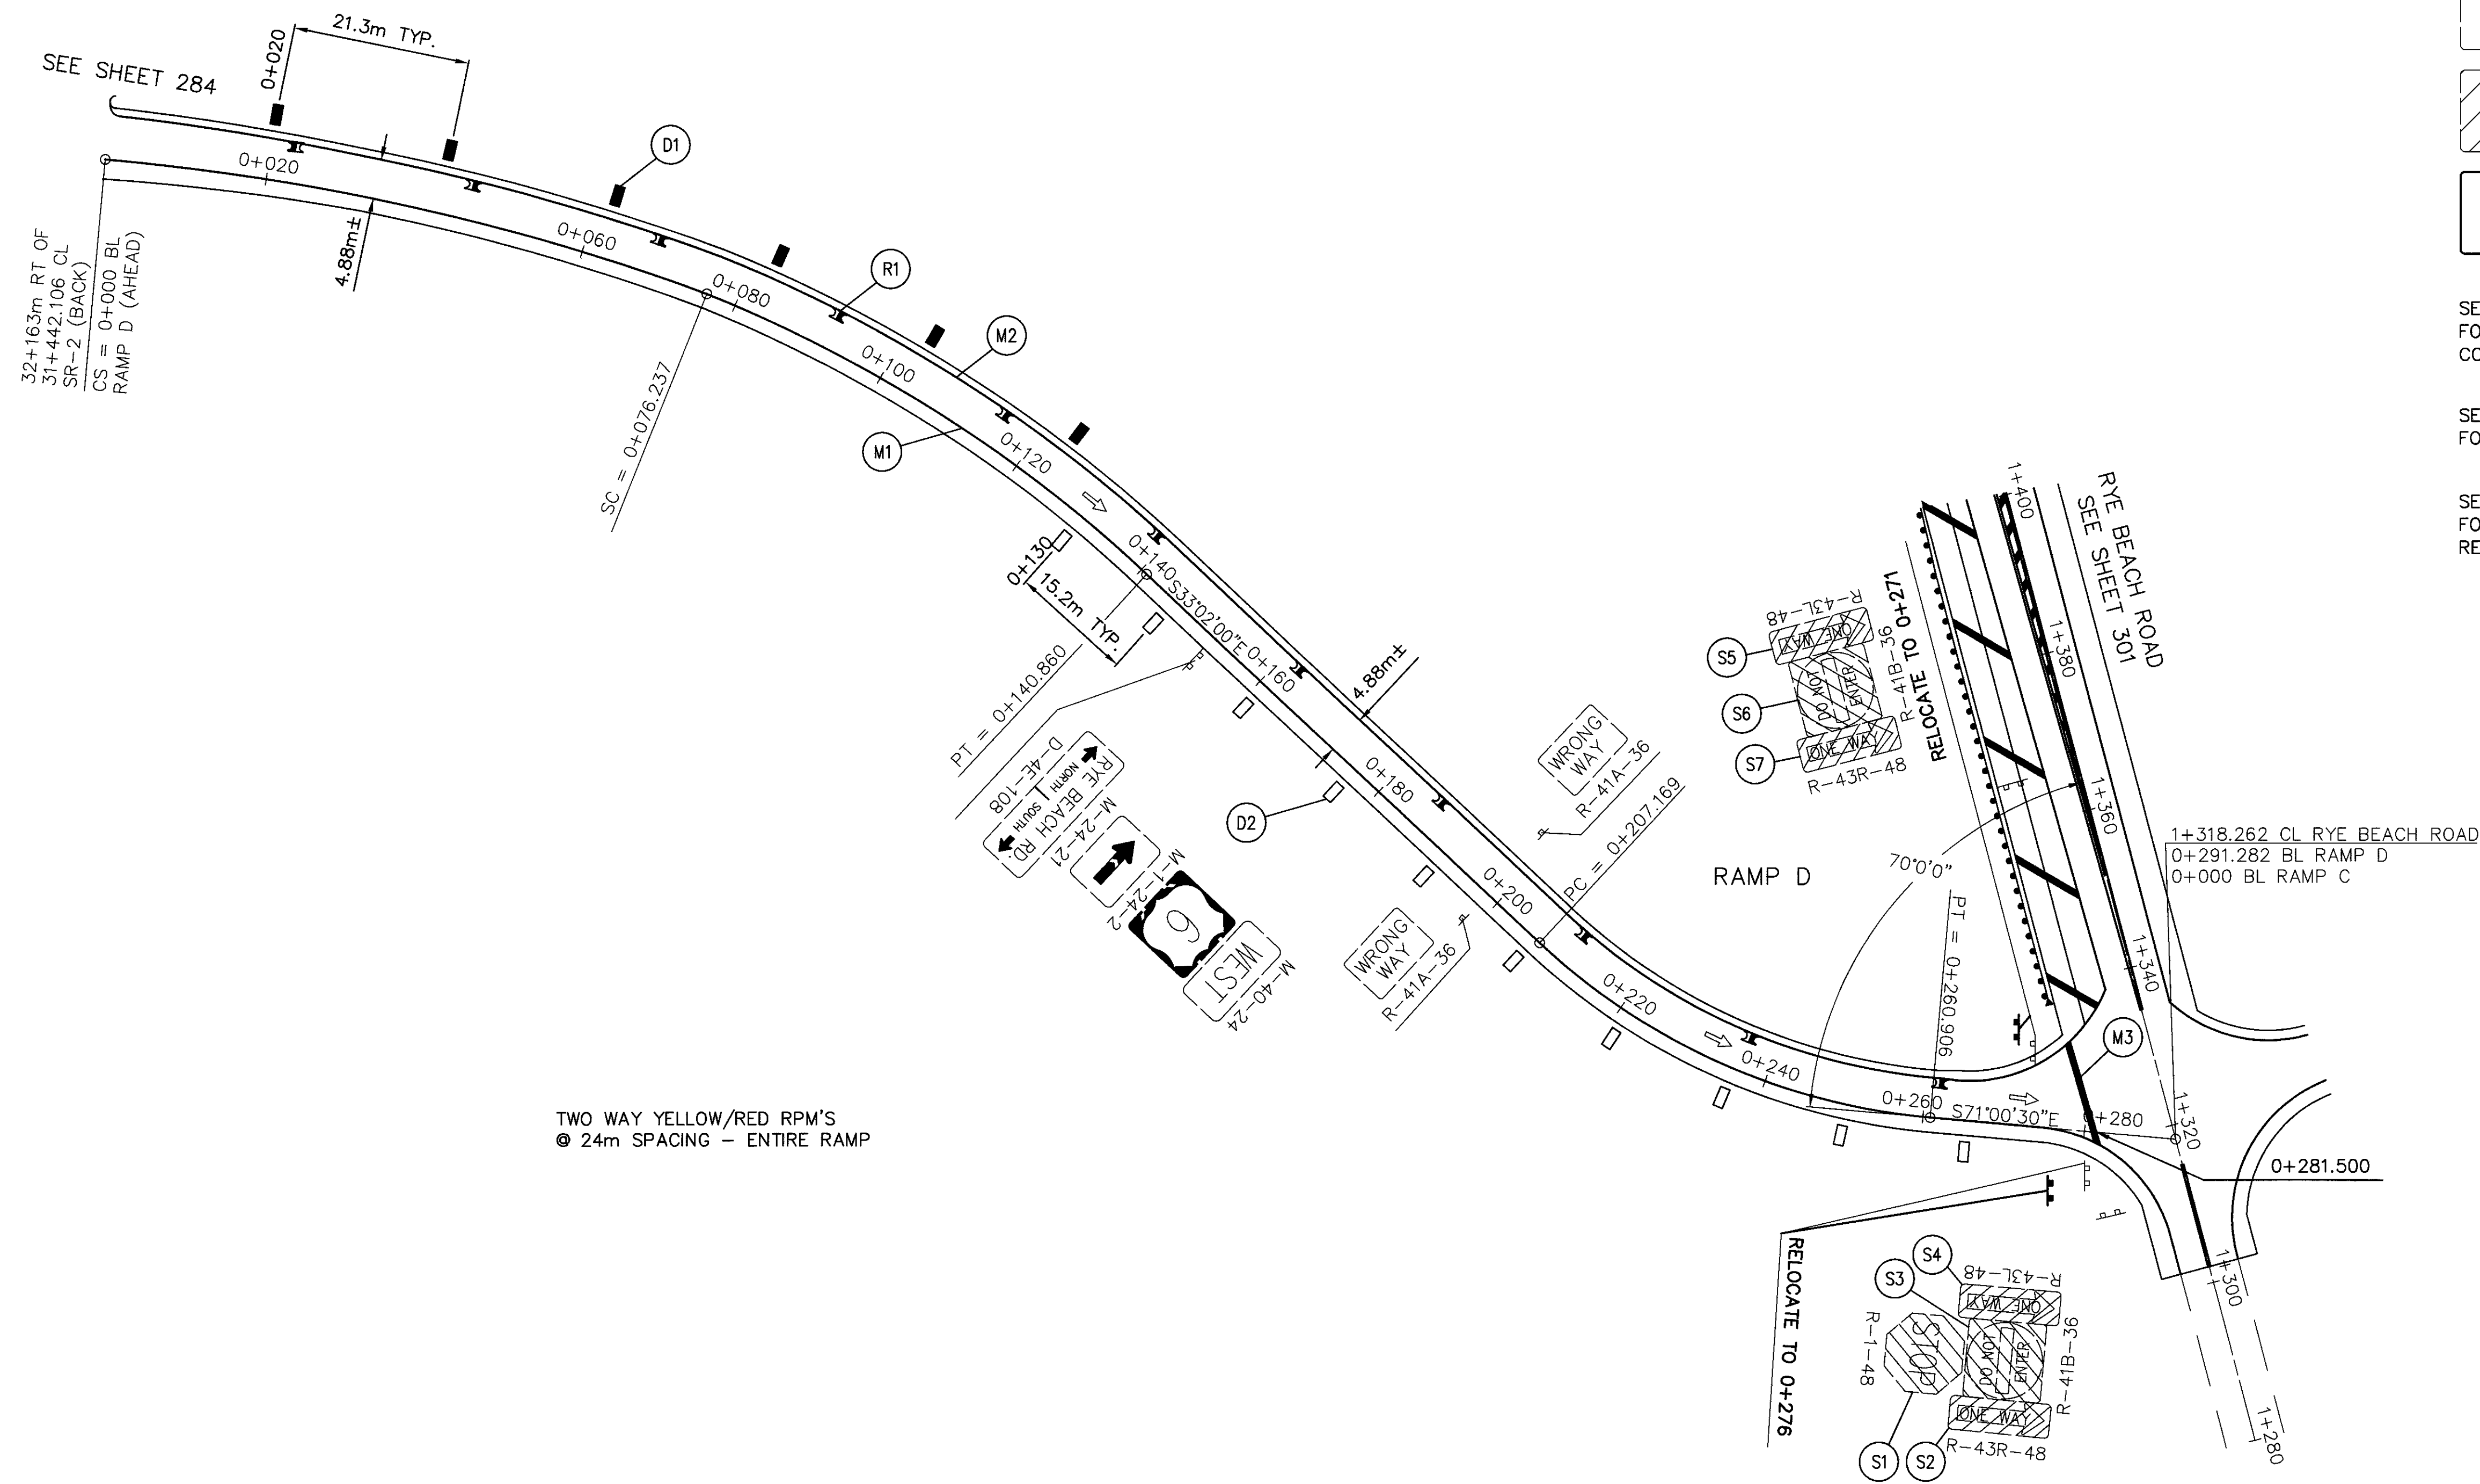 SEE SHEET 284
0+020
21.3m TYP.
D1
0+020
4.88m±
0+060
R1
0+080
M2
32+163m RT OF
31+442.106 CL
SR-2 (BACK)
CS = 0+000 BL
RAMP D (AHEAD)
0+100
SC = 0+076.237
M1
0+120
0+130
15.2m TYP.
0+140
S33°02'00"E
PT = 0+140.860
0+160
4.88m±
0+180
D2
RYE BEACH RD.
NORTH
SOUTH
D-4E-108
M-24-21
6
M-1-24-2
WEST
M-40-24
WRONG
WAY
R-41A-36
WRONG
WAY
R-41A-36
PC = 0+207.169
0+200
0+220
0+240
0+260
S71°00'30"E
0+280
RAMP D
70°0'0"
PT = 0+260.906
S5
S6
S7
R-43L-48
ONE WAY
DO NOT
ENTER
R-41B-36
ONE WAY
R-43R-48
RELOCATE TO 0+271
RYE BEACH ROAD
SEE SHEET 301
1+400
1+380
1+360
1+340
1+320
1+300
1+280
1+318.262 CL RYE BEACH ROAD
0+291.282 BL RAMP D
0+000 BL RAMP C
M3
0+281.500
RELOCATE TO 0+276
S4
S3
R-43L-48
ONE WAY
R-1-48
STOP
DO NOT
ENTER
R-41B-36
ONE WAY
R-43R-48
S1
S2
TWO WAY YELLOW/RED RPM'S
@ 24m SPACING – ENTIRE RAMP
SE
FO
CO
SE
FO
SE
FO
RE